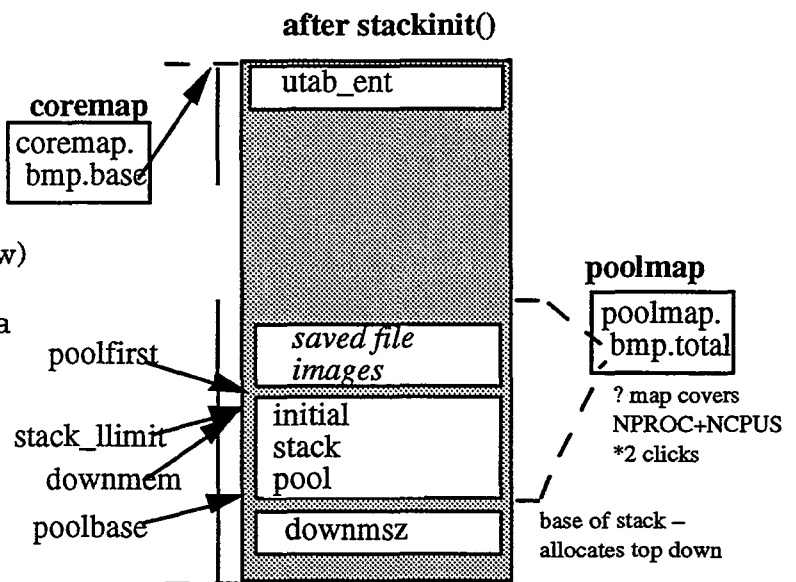 after stackinit()
utab_ent
coremap
coremap.
bmp.base
w)
a
poolfirst
stack_llimit
downmem
poolbase
saved file
images
initial
stack
pool
downmsz
poolmap
poolmap.
bmp.total
? map covers
NPROC+NCPUS
*2 clicks
base of stack –
allocates top down